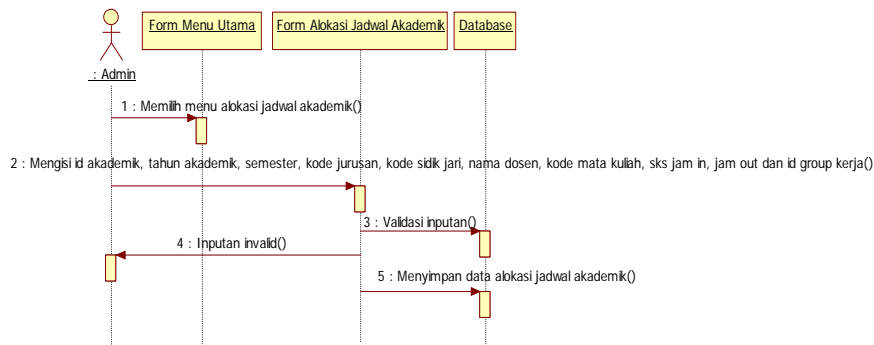 Form Menu Utama
Form Alokasi Jadwal Akademik
Database
: Admin
1 : Memilih menu alokasi jadwal akademik()
2 : Mengisi id akademik, tahun akademik, semester, kode jurusan, kode sidik jari, nama dosen, kode mata kuliah, sks jam in, jam out dan id group kerja()
3 : Validasi inputan()
4 : Inputan invalid()
5 : Menyimpan data alokasi jadwal akademik()